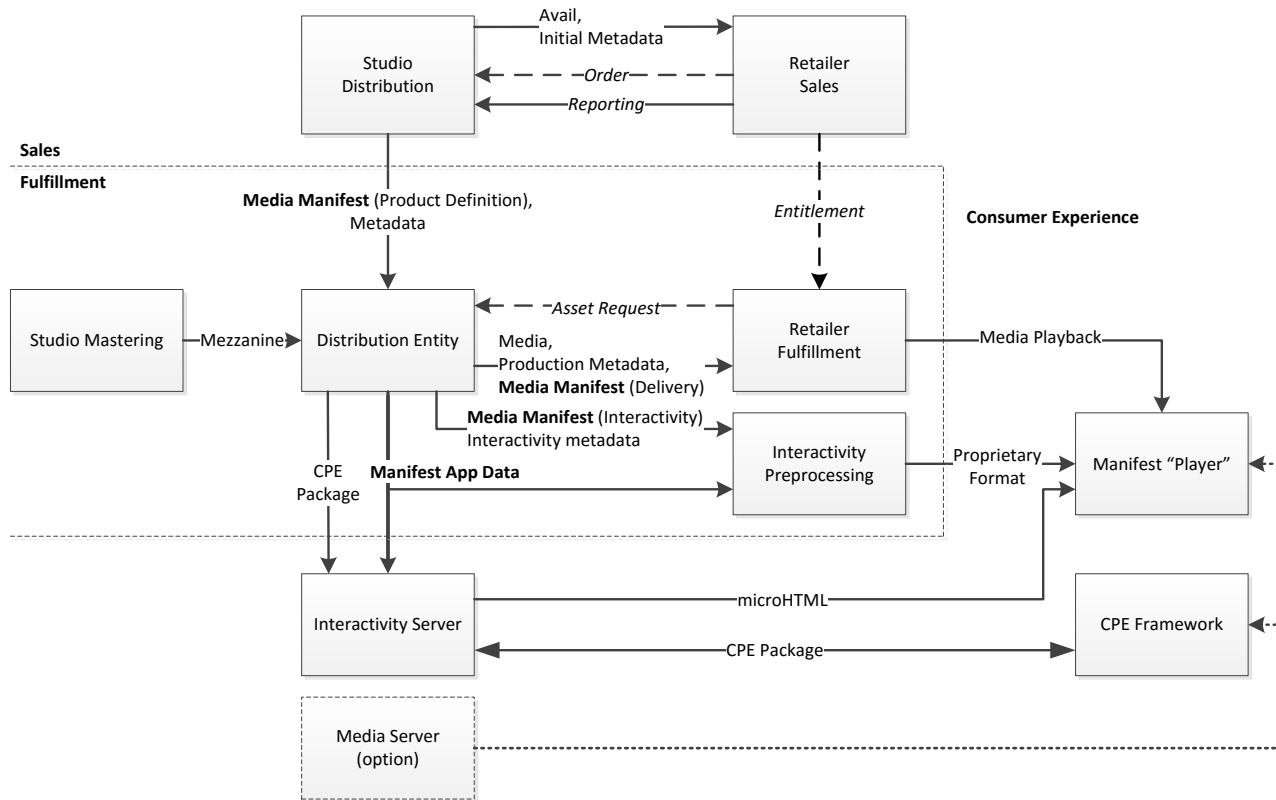 Avail,
Initial Metadata
Studio
Distribution
Order
Retailer
Sales
Reporting
Sales
Fulfillment
Media Manifest (Product Definition),
Metadata
Entitlement
Consumer Experience
Studio Mastering
Mezzanine
Distribution Entity
Asset Request
Media,
Production Metadata,
Media Manifest (Delivery)
Retailer
Fulfillment
Media Playback
Media Manifest (Interactivity)
Interactivity metadata
CPE
Package
Manifest App Data
Interactivity
Preprocessing
Proprietary
Format
Manifest “Player”
Interactivity Server
microHTML
CPE Package
CPE Framework
Media Server
(option)